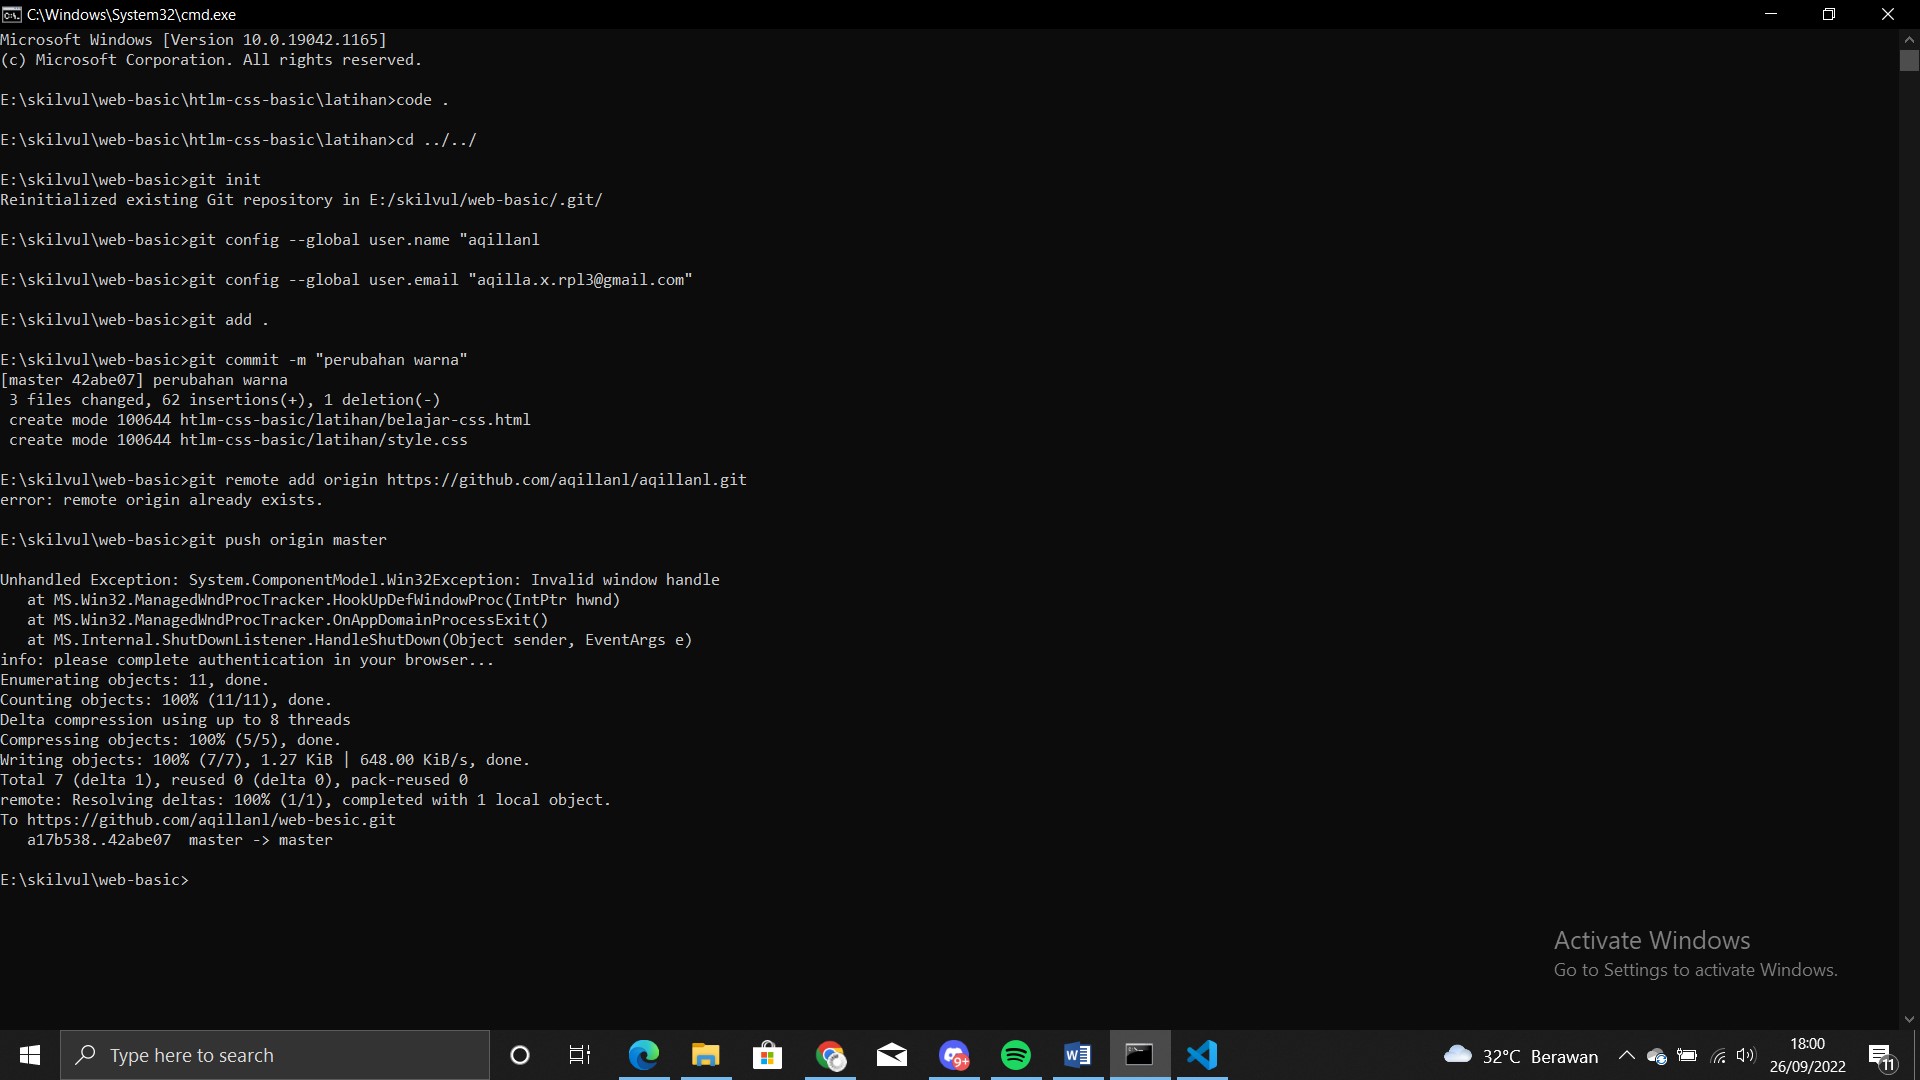 C:\Windows\System32\cmd.exe
Microsoft Windows [Version 10.0.19042.1165]
(c) Microsoft Corporation. All rights reserved.
E:\skilvul\web-basic\htlm-css-basic\latihan>code .
E:\skilvul\web-basic\htlm-css-basic\latihan>cd ../../
E:\skilvul\web-basic>git init
Reinitialized existing Git repository in E:/skilvul/web-basic/.git/
E:\skilvul\web-basic>git config --global user.name "aqillanl
E:\skilvul\web-basic>git config --global user.email "aqilla.x.rpl3@gmail.com"
E:\skilvul\web-basic>git add .
E:\skilvul\web-basic>git commit -m "perubahan warna"
[master 42abe07] perubahan warna
 3 files changed, 62 insertions(+), 1 deletion(-)
 create mode 100644 htlm-css-basic/latihan/belajar-css.html
 create mode 100644 htlm-css-basic/latihan/style.css
E:\skilvul\web-basic>git remote add origin https://github.com/aqillanl/aqillanl.git
error: remote origin already exists.
E:\skilvul\web-basic>git push origin master
Unhandled Exception: System.ComponentModel.Win32Exception: Invalid window handle
   at MS.Win32.ManagedWndProcTracker.HookUpDefWindowProc(IntPtr hwnd)
   at MS.Win32.ManagedWndProcTracker.OnAppDomainProcessExit()
   at MS.Internal.ShutDownListener.HandleShutDown(Object sender, EventArgs e)
info: please complete authentication in your browser...
Enumerating objects: 11, done.
Counting objects: 100% (11/11), done.
Delta compression using up to 8 threads
Compressing objects: 100% (5/5), done.
Writing objects: 100% (7/7), 1.27 KiB | 648.00 KiB/s, done.
Total 7 (delta 1), reused 0 (delta 0), pack-reused 0
remote: Resolving deltas: 100% (1/1), completed with 1 local object.
To https://github.com/aqillanl/web-besic.git
   a17b538..42abe07  master -> master
E:\skilvul\web-basic>
Activate Windows
Go to Settings to activate Windows.
Type here to search
9+
32°C Berawan
18:00
26/09/2022
11